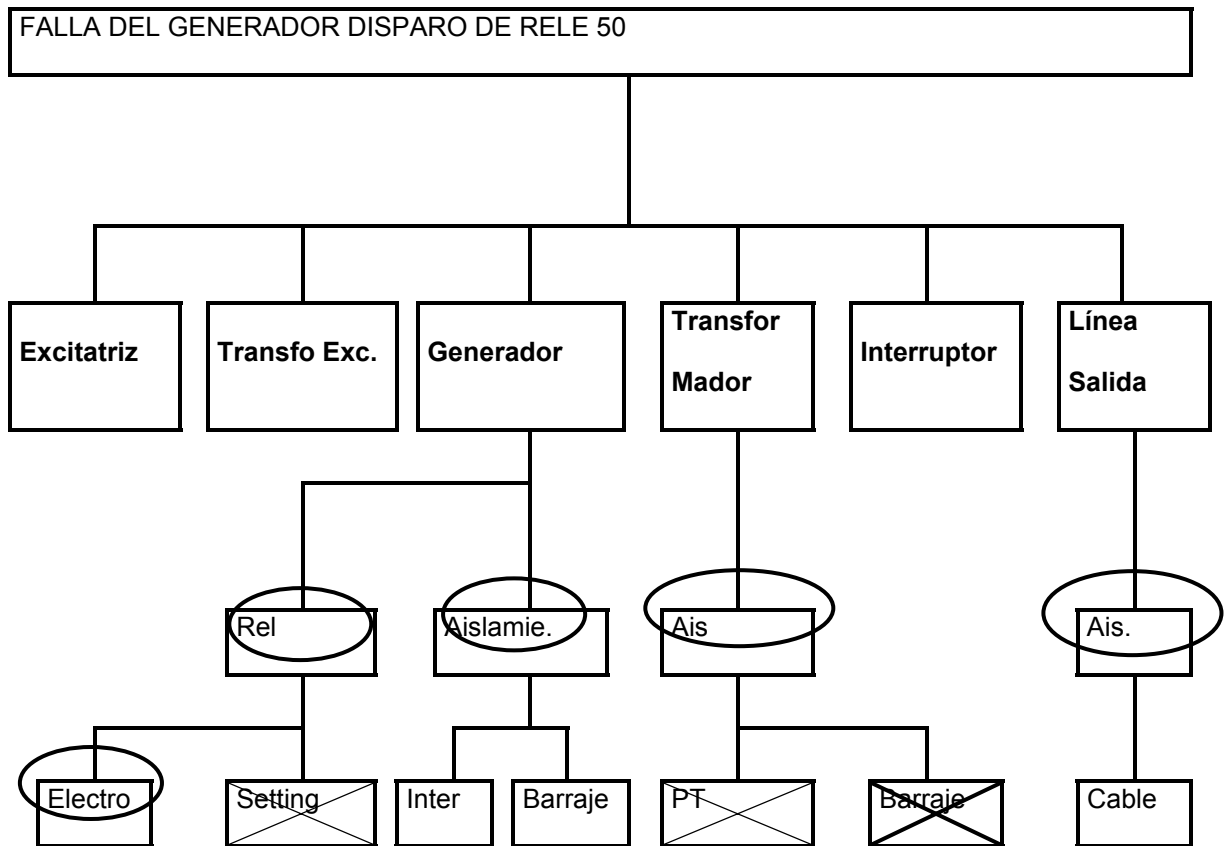 FALLA DEL GENERADOR DISPARO DE RELE 50
Excitatriz
Transfo Exc.
Generador
Transfor
Mador
Interruptor
Línea
Salida
Rel
Aislamie.
Ais
Ais.
Electro
Setting
Inter
Barraje
PT
Barraje
Cable